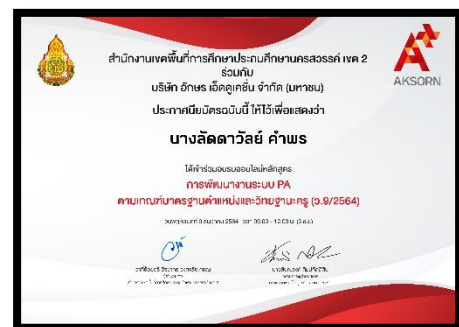 สำนักงานเขตพื้นที่การศึกษาประถมศึกษานครสวรรค์ เขต 2
ร่วมกับ
บริษัท อักษร เอ็ดดูเคชั่น จำกัด (มหาชน)
AKSORN
ประกาศนียบัตรฉบับนี้ ให้ไว้เพื่อแสดงว่า
นางลัดดาวัลย์ คำพร
ได้เข้าร่วมอบรมออนไลน์หลักสูตร
การพัฒนางานระบบ PA
ตามเกณฑ์มาตรฐานตำแหน่งและวิทยฐานะครู (ว.9/2564)